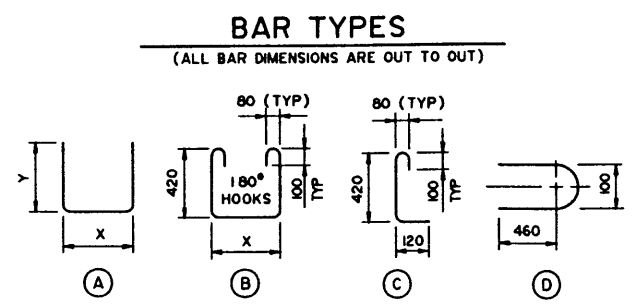 BAR TYPES
(ALL BAR DIMENSIONS ARE OUT TO OUT)
80 (TYP)
80 (TYP)
Y
420
180°
HOOKS
100
TYP
420
100
TYP
100
X
X
120
460
A
B
C
D